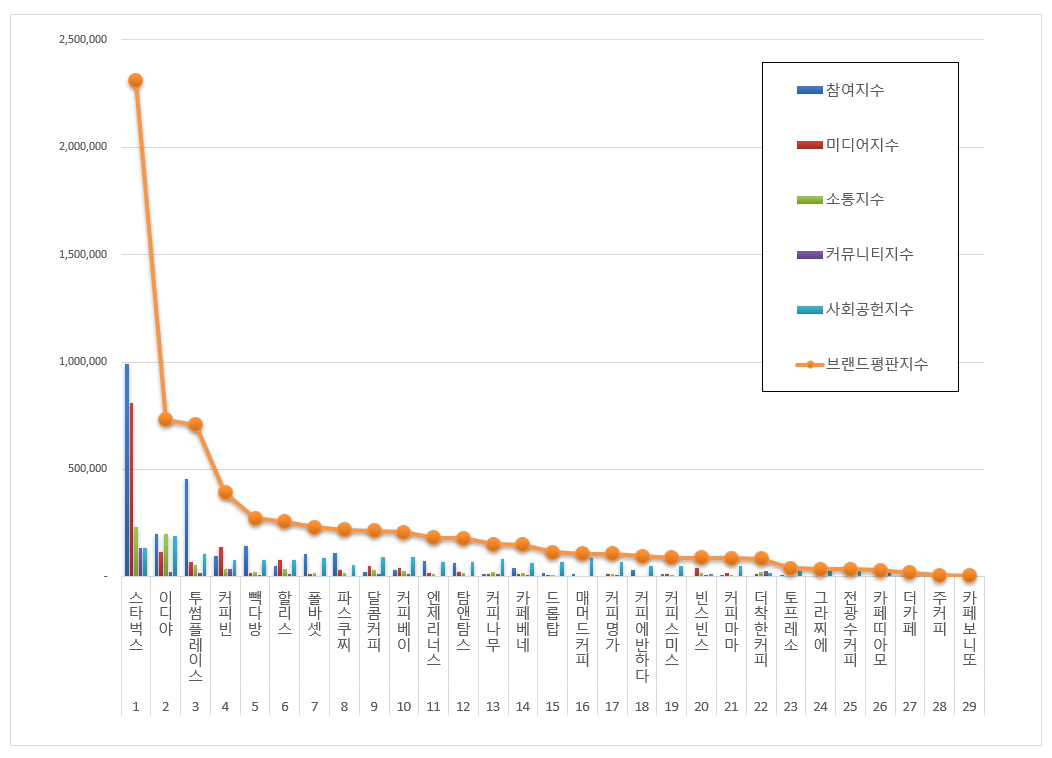 2,500,000
2,000,000
1,500,000
1,000,000
500,000
-
참여지수
미디어지수
소통지수
커뮤니티지수
사회공헌지수
브랜드평판지수
스타벅스
이디야
투썸플레이스
커피빈
빽다방
할리스
폴바셋
파스쿠찌
달콤커피
커피베이
엔제리너스
탐앤탐스
커피나무
카페베네
드롭탑
매머드커피
커피명가
커피에반하다
커피스미스
빈스빈스
커피마마
더착한커피
토프레소
그라찌에
전광수커피
카페띠아모
더카페
주커피
카페보니또
1 2 3 4 5 6 7 8 9 10 11 12 13 14 15 16 17 18 19 20 21 22 23 24 25 26 27 28 29